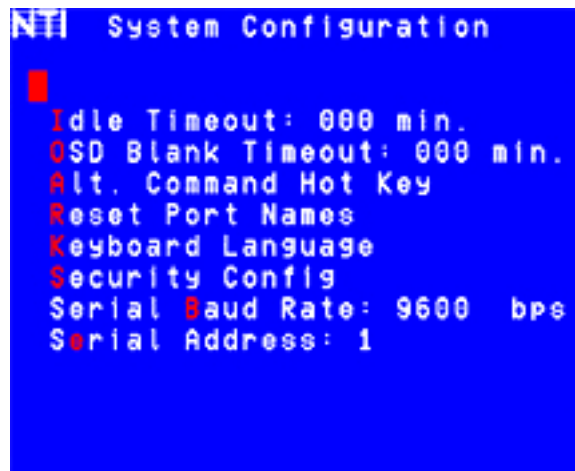 NTI System Configuration
Idle Timeout: 000 min.
OSD Blank Timeout: 000 min.
Alt. Command Hot Key
Reset Port Names
Keyboard Language
Security Config
Serial Baud Rate: 9600 bps
Serial Address: 1